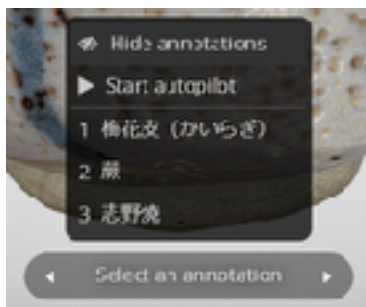 Hide annotations
Start autopilot
1 梅花皮（かいらぎ）
2 蕨
3 志野焼
Select an annotation